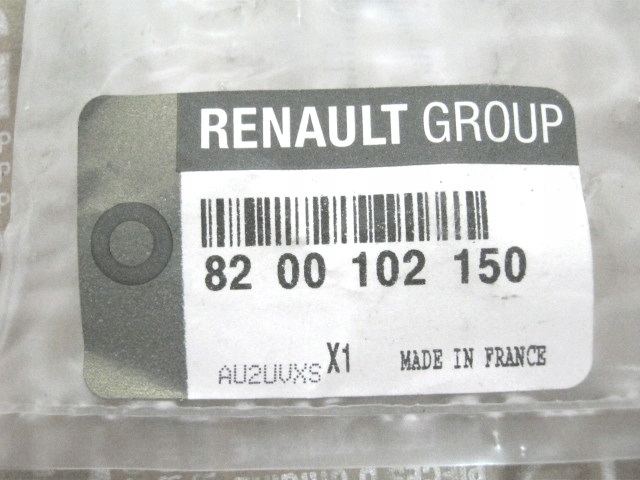 RENAULT GROUP
82 00 102 150
AU2UVXS X1 MADE IN FRANCE